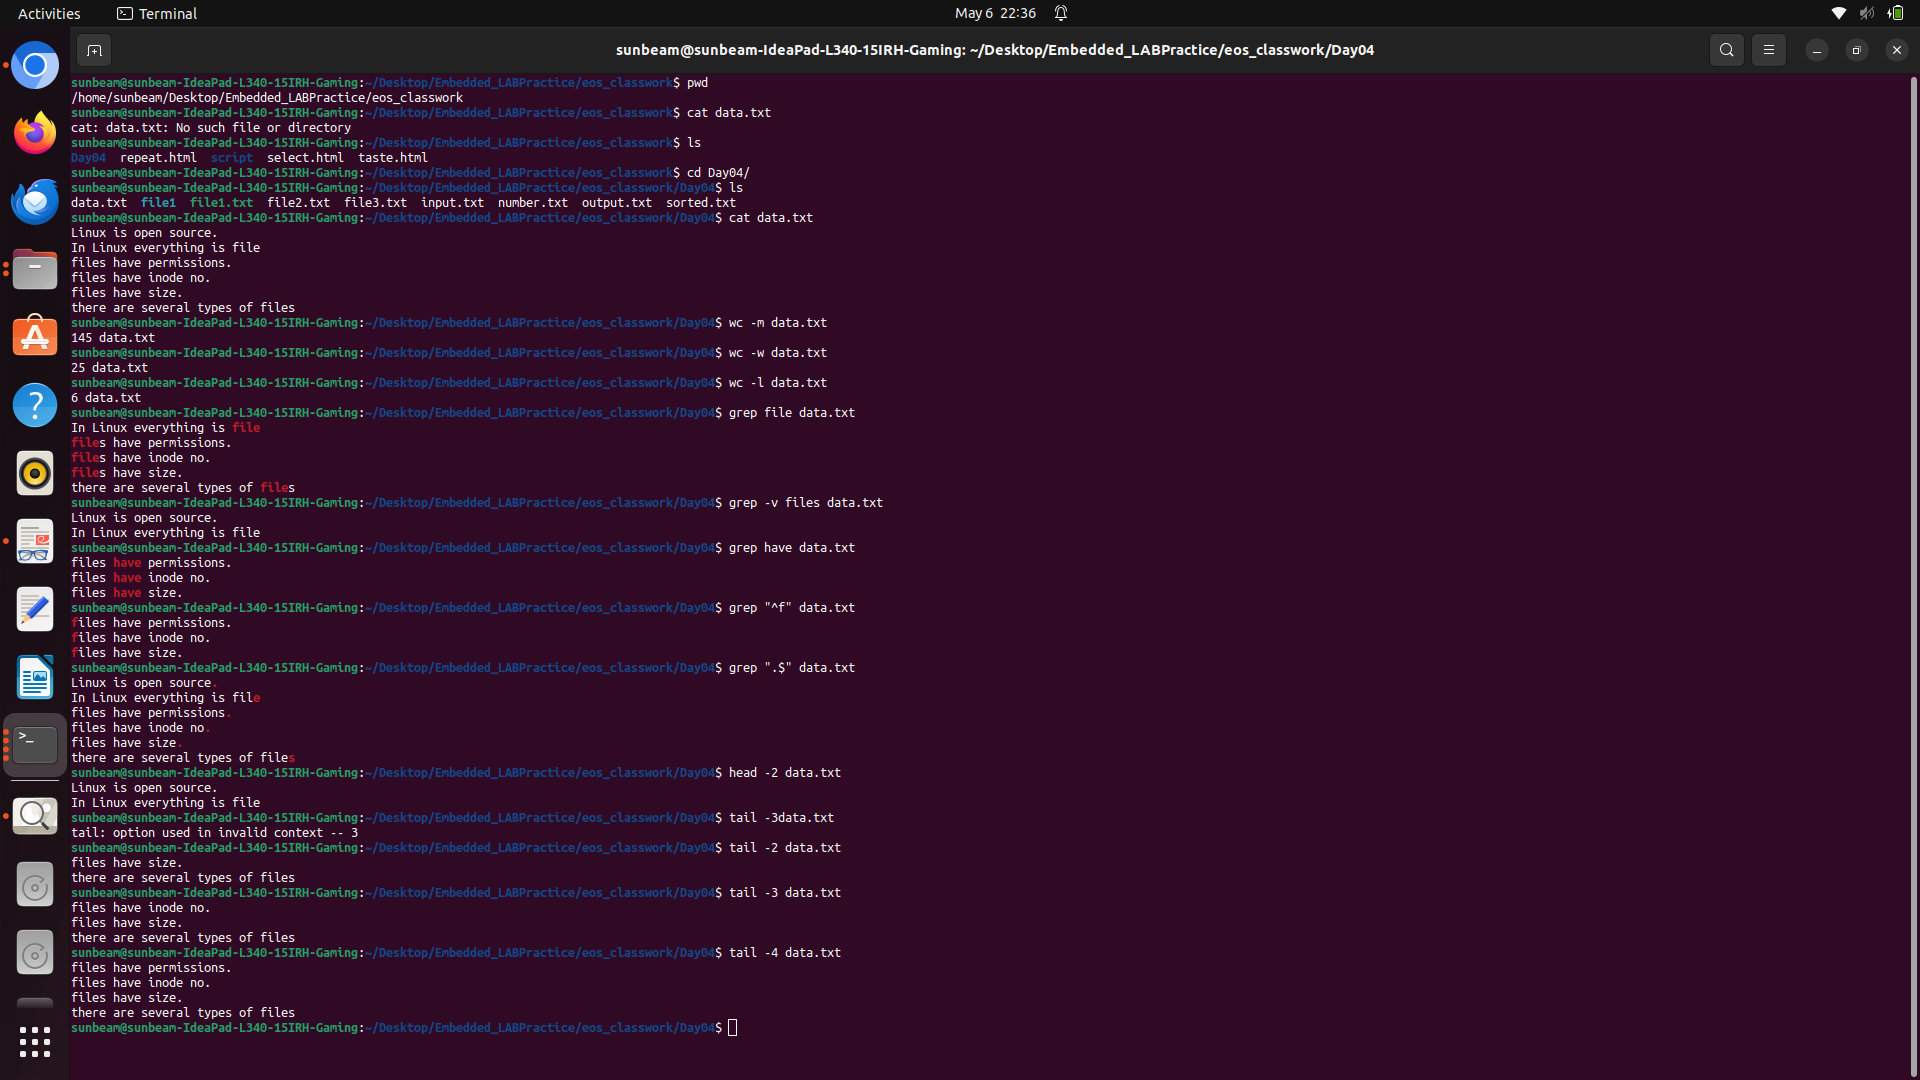 Activities Terminal May 6 22:36
sunbeam@sunbeam-IdeaPad-L340-15IRH-Gaming: ~/Desktop/Embedded_LABPractice/eos_classwork/Day04
sunbeam@sunbeam-IdeaPad-L340-15IRH-Gaming:~/Desktop/Embedded_LABPractice/eos_classwork$ pwd
/home/sunbeam/Desktop/Embedded_LABPractice/eos_classwork
sunbeam@sunbeam-IdeaPad-L340-15IRH-Gaming:~/Desktop/Embedded_LABPractice/eos_classwork$ cat data.txt
cat: data.txt: No such file or directory
sunbeam@sunbeam-IdeaPad-L340-15IRH-Gaming:~/Desktop/Embedded_LABPractice/eos_classwork$ ls
Day04 repeat.html script select.html taste.html
sunbeam@sunbeam-IdeaPad-L340-15IRH-Gaming:~/Desktop/Embedded_LABPractice/eos_classwork$ cd Day04/
sunbeam@sunbeam-IdeaPad-L340-15IRH-Gaming:~/Desktop/Embedded_LABPractice/eos_classwork/Day04$ ls
data.txt file1 file1.txt file2.txt file3.txt input.txt number.txt output.txt sorted.txt
sunbeam@sunbeam-IdeaPad-L340-15IRH-Gaming:~/Desktop/Embedded_LABPractice/eos_classwork/Day04$ cat data.txt
Linux is open source.
In Linux everything is file
files have permissions.
files have inode no.
files have size.
there are several types of files
sunbeam@sunbeam-IdeaPad-L340-15IRH-Gaming:~/Desktop/Embedded_LABPractice/eos_classwork/Day04$ wc -m data.txt
145 data.txt
sunbeam@sunbeam-IdeaPad-L340-15IRH-Gaming:~/Desktop/Embedded_LABPractice/eos_classwork/Day04$ wc -w data.txt
25 data.txt
sunbeam@sunbeam-IdeaPad-L340-15IRH-Gaming:~/Desktop/Embedded_LABPractice/eos_classwork/Day04$ wc -l data.txt
6 data.txt
sunbeam@sunbeam-IdeaPad-L340-15IRH-Gaming:~/Desktop/Embedded_LABPractice/eos_classwork/Day04$ grep file data.txt
In Linux everything is file
files have permissions.
files have inode no.
files have size.
there are several types of files
sunbeam@sunbeam-IdeaPad-L340-15IRH-Gaming:~/Desktop/Embedded_LABPractice/eos_classwork/Day04$ grep -v files data.txt
Linux is open source.
In Linux everything is file
sunbeam@sunbeam-IdeaPad-L340-15IRH-Gaming:~/Desktop/Embedded_LABPractice/eos_classwork/Day04$ grep have data.txt
files have permissions.
files have inode no.
files have size.
sunbeam@sunbeam-IdeaPad-L340-15IRH-Gaming:~/Desktop/Embedded_LABPractice/eos_classwork/Day04$ grep "^f" data.txt
files have permissions.
files have inode no.
files have size.
sunbeam@sunbeam-IdeaPad-L340-15IRH-Gaming:~/Desktop/Embedded_LABPractice/eos_classwork/Day04$ grep ".$" data.txt
Linux is open source.
In Linux everything is file
files have permissions.
files have inode no.
files have size.
there are several types of files
sunbeam@sunbeam-IdeaPad-L340-15IRH-Gaming:~/Desktop/Embedded_LABPractice/eos_classwork/Day04$ head -2 data.txt
Linux is open source.
In Linux everything is file
sunbeam@sunbeam-IdeaPad-L340-15IRH-Gaming:~/Desktop/Embedded_LABPractice/eos_classwork/Day04$ tail -3data.txt
tail: option used in invalid context -- 3
sunbeam@sunbeam-IdeaPad-L340-15IRH-Gaming:~/Desktop/Embedded_LABPractice/eos_classwork/Day04$ tail -2 data.txt
files have size.
there are several types of files
sunbeam@sunbeam-IdeaPad-L340-15IRH-Gaming:~/Desktop/Embedded_LABPractice/eos_classwork/Day04$ tail -3 data.txt
files have inode no.
files have size.
there are several types of files
sunbeam@sunbeam-IdeaPad-L340-15IRH-Gaming:~/Desktop/Embedded_LABPractice/eos_classwork/Day04$ tail -4 data.txt
files have permissions.
files have inode no.
files have size.
there are several types of files
sunbeam@sunbeam-IdeaPad-L340-15IRH-Gaming:~/Desktop/Embedded_LABPractice/eos_classwork/Day04$